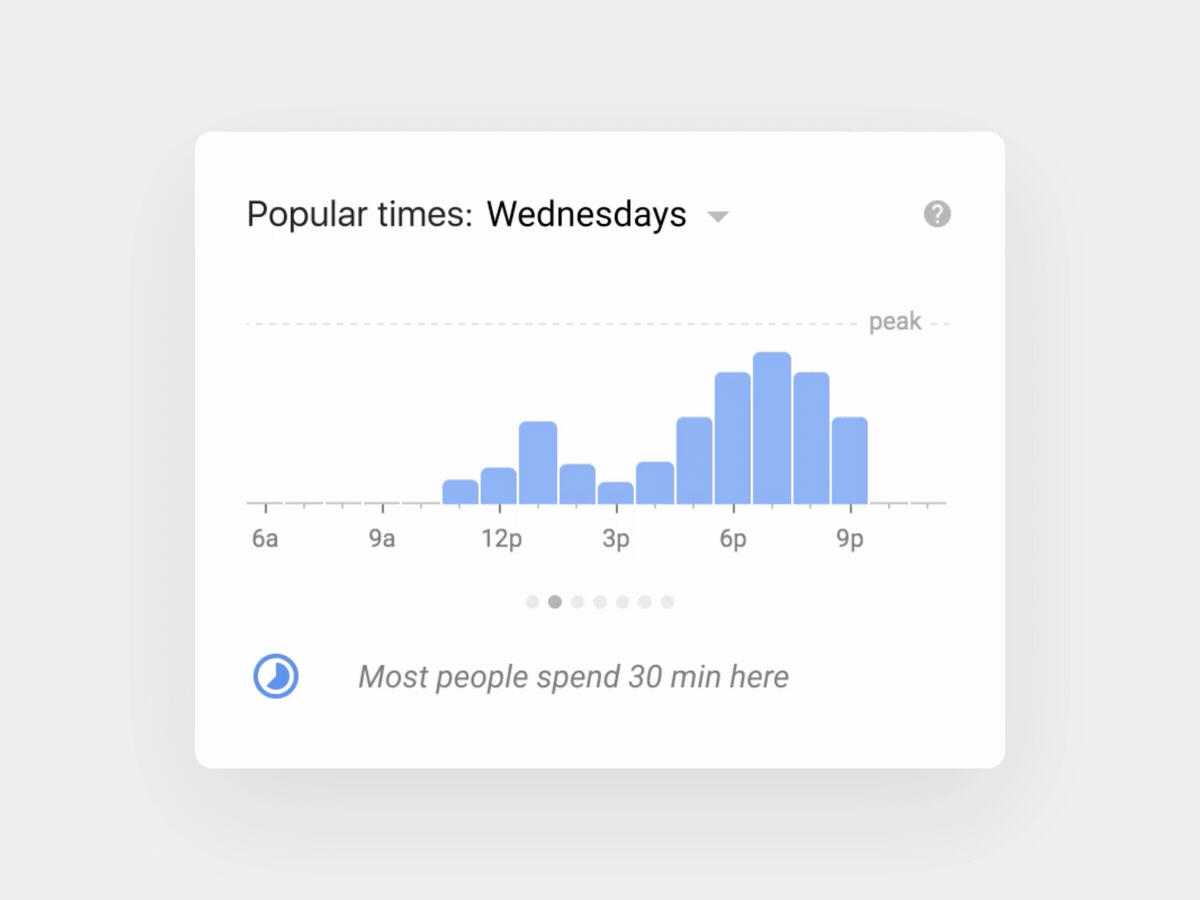 Popular times: Wednesdays
?
peak
6a 9a 12p 3p 6p 9p
Most people spend 30 min here